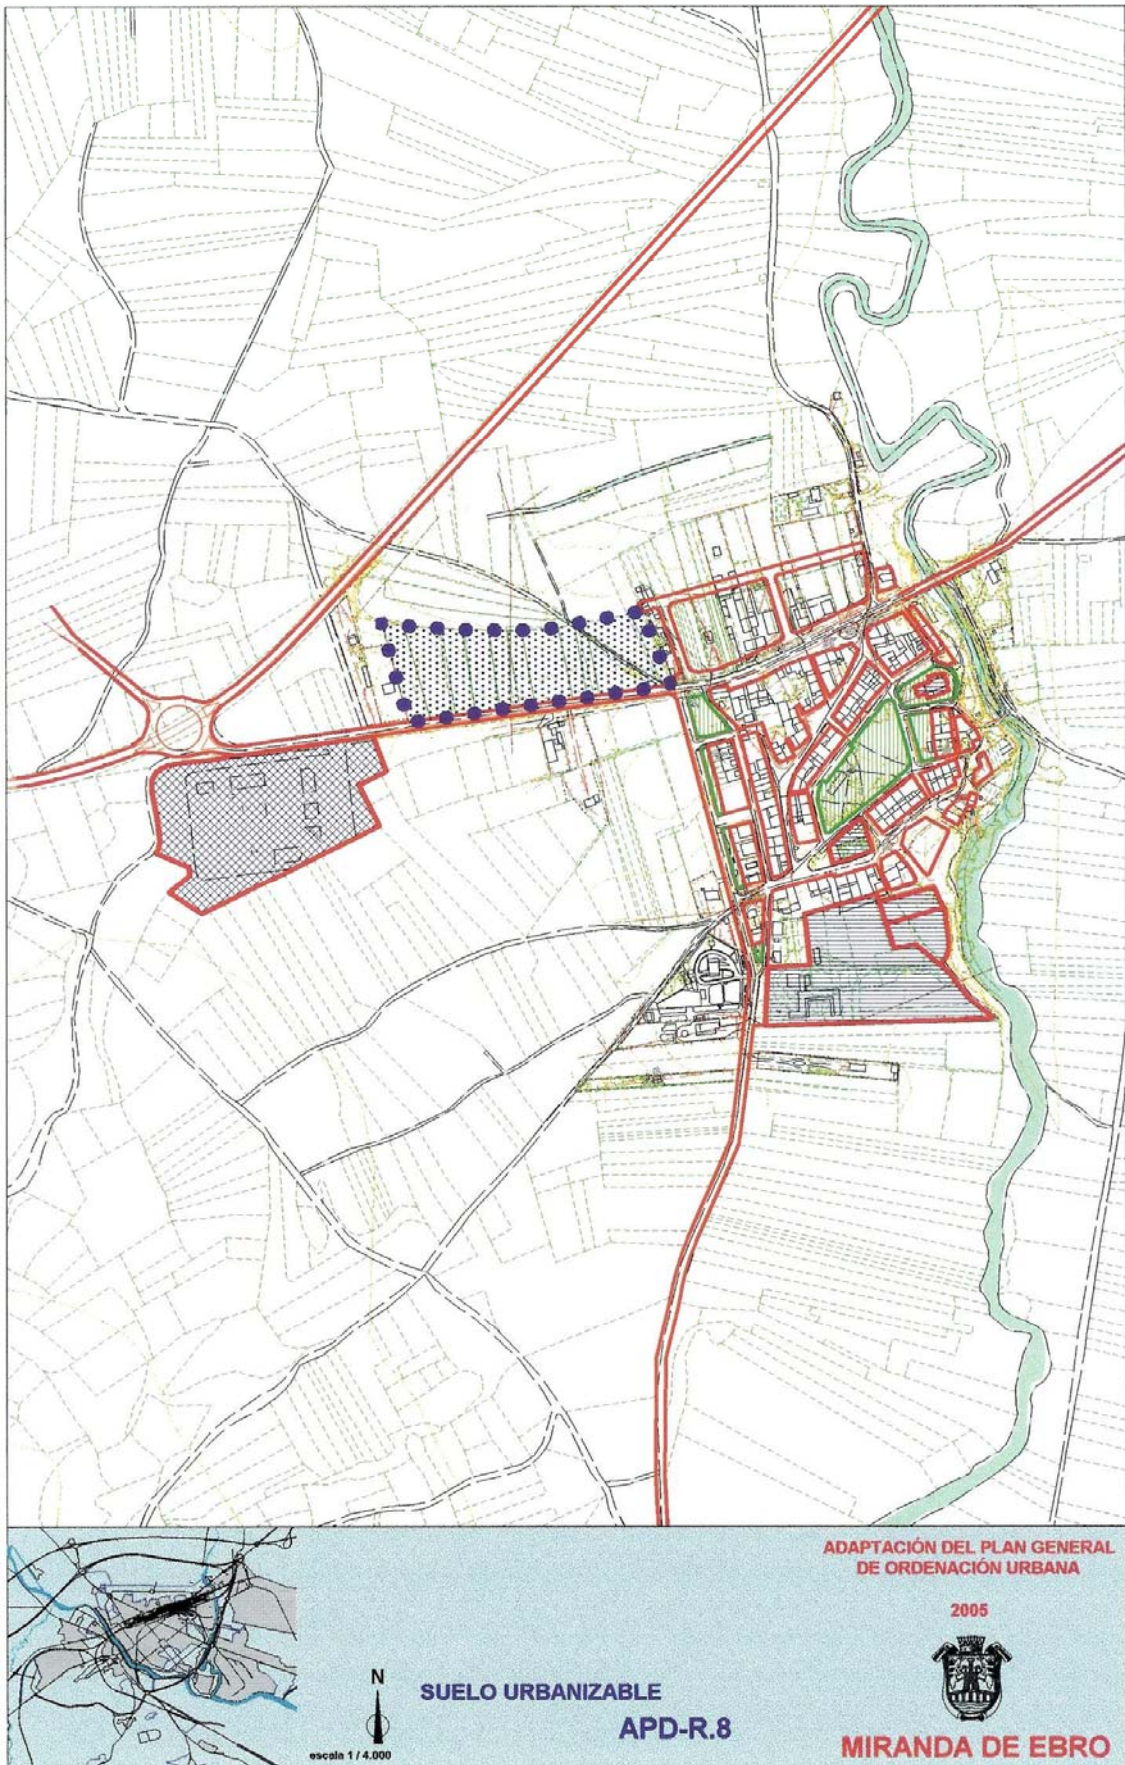 ADAPTACIÓN DEL PLAN GENERAL
DE ORDENACIÓN URBANA
2005
N
escala 1 / 4.000
SUELO URBANIZABLE
APD-R.8
MIRANDA DE EBRO